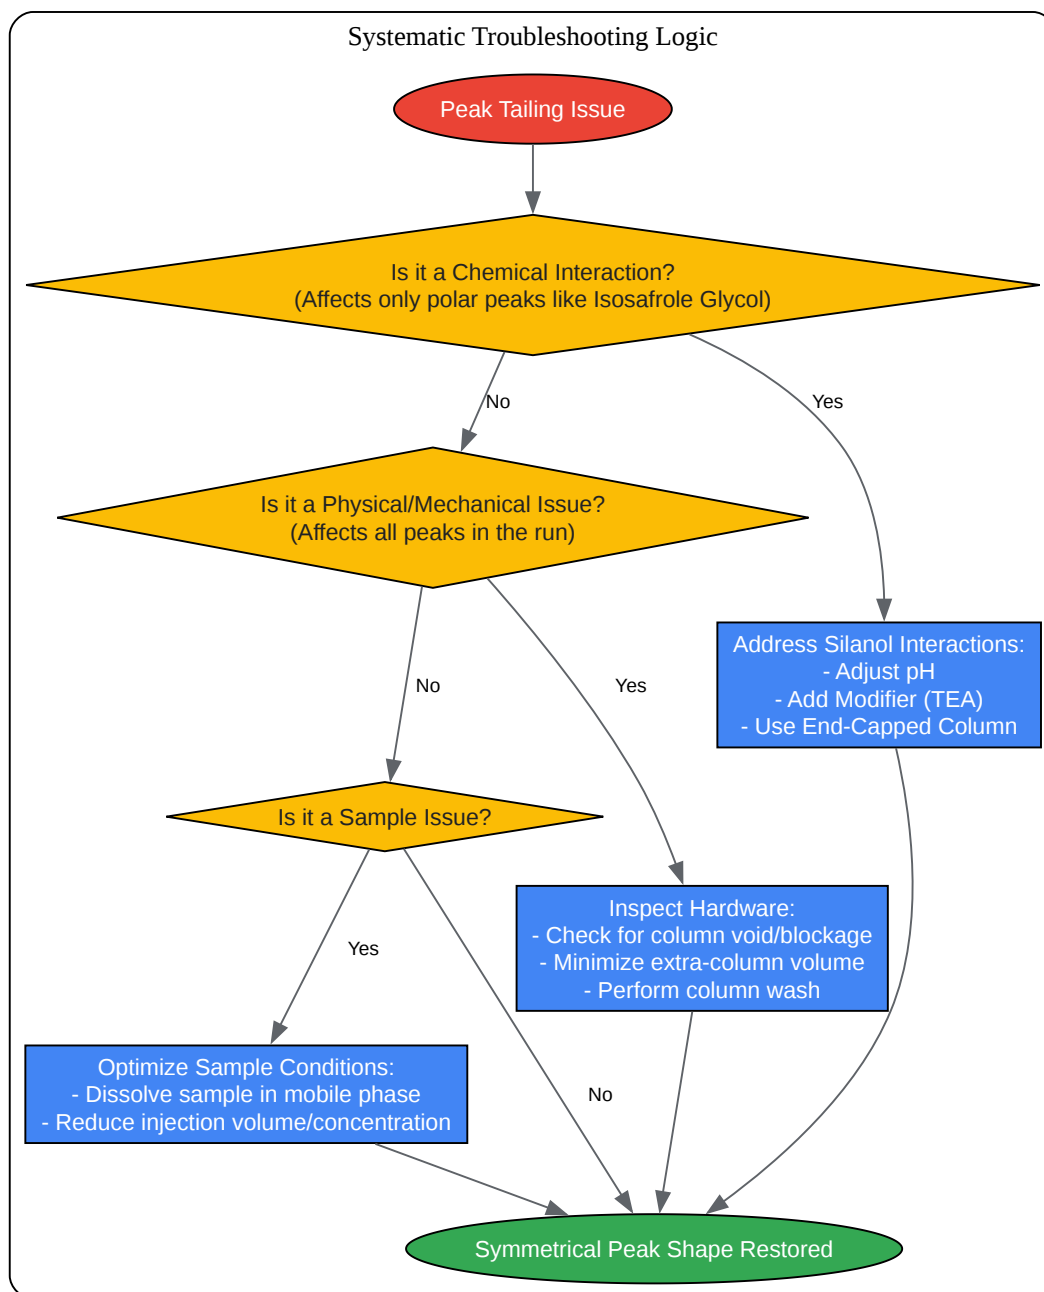 Systematic Troubleshooting Logic
Peak Tailing Issue
Is it a Chemical Interaction?
(Affects only polar peaks like Isosafrole Glycol)
No
Yes
Is it a Physical/Mechanical Issue?
(Affects all peaks in the run)
Address Silanol Interactions:
- Adjust pH
- Add Modifier (TEA)
- Use End-Capped Column
No
Yes
Is it a Sample Issue?
Inspect Hardware:
- Check for column void/blockage
- Minimize extra-column volume
- Perform column wash
Yes
Optimize Sample Conditions:
- Dissolve sample in mobile phase
- Reduce injection volume/concentration
No
Symmetrical Peak Shape Restored